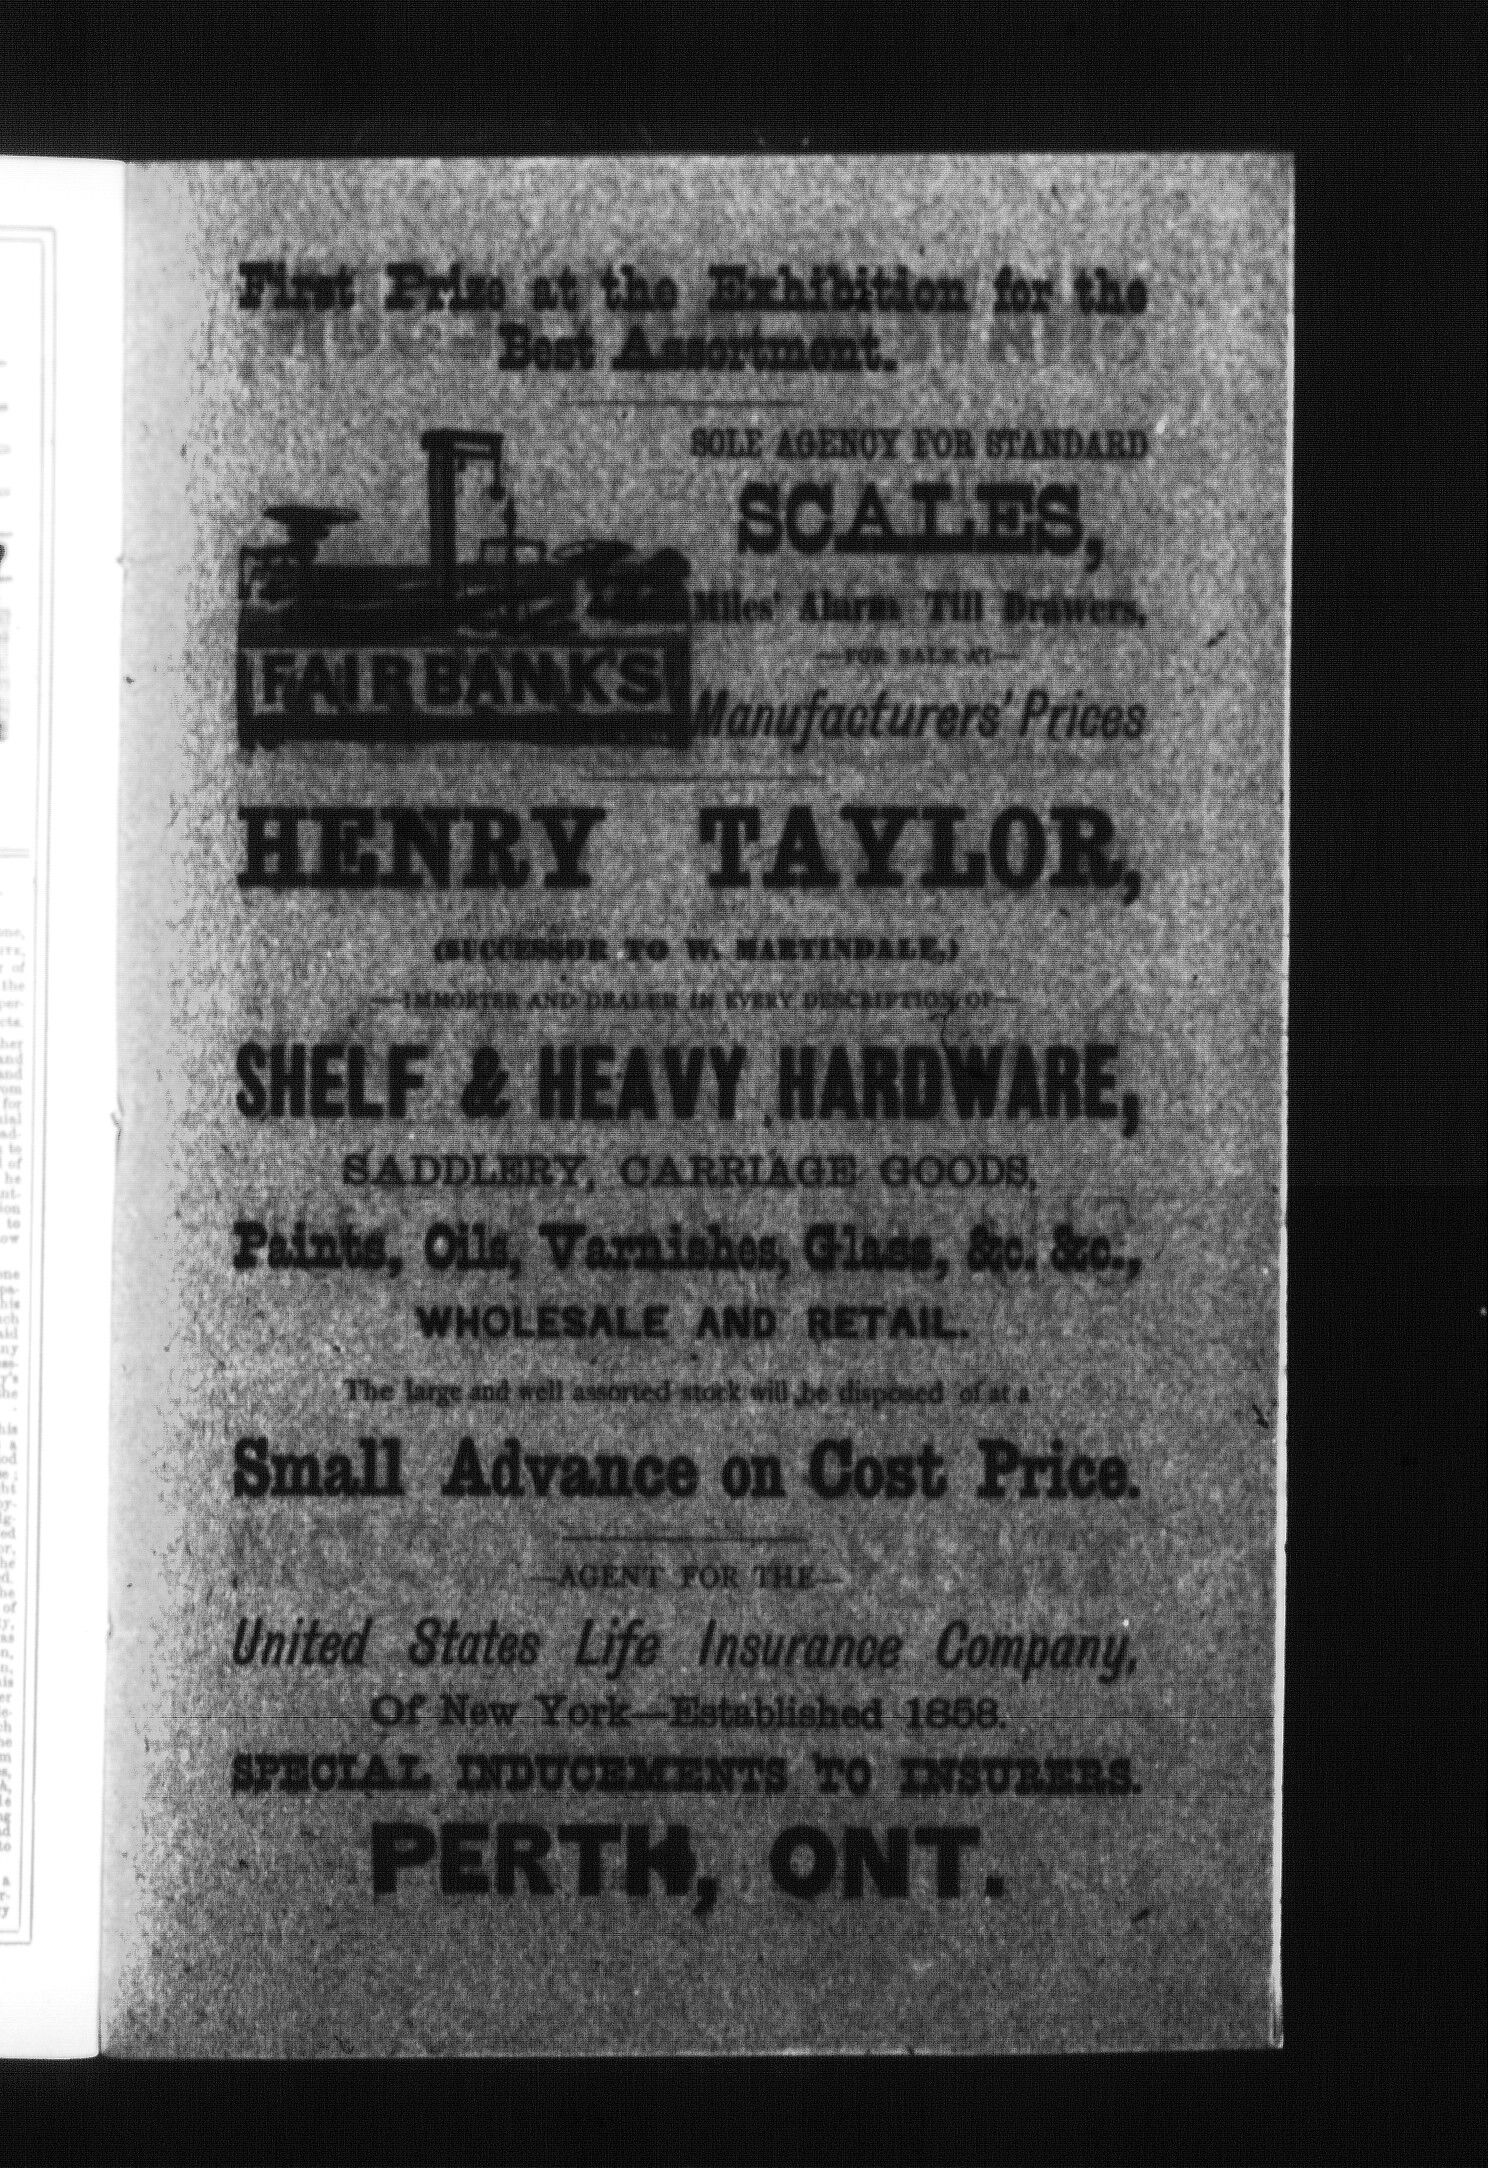 First Prize at the Exhibition for the
Best Assortment.
SOLE AGENCY FOR STANDARD
SCALES,
FAIRBANKS
Miles' Alarm Till Drawers,
—FOR SALE AT—
Manufacturers' Prices
HENRY TAYLOR,
(SUCCESSOR TO W. MARTINDALE,)
—IMMORTER AND DEALER IN EVERY DESCRIPTION OF—
SHELF & HEAVY HARDWARE,
SADDLERY, CARRIAGE GOODS,
Paints, Oils, Varnishes, Glass, &c. &c.,
WHOLESALE AND RETAIL.
The large and well assorted stock will be disposed of at a
Small Advance on Cost Price.
—AGENT FOR THE—
United States Life Insurance Company,
Of New York—Established 1858.
SPECIAL INDUCEMENTS TO INSURERS.
PERTH, ONT.